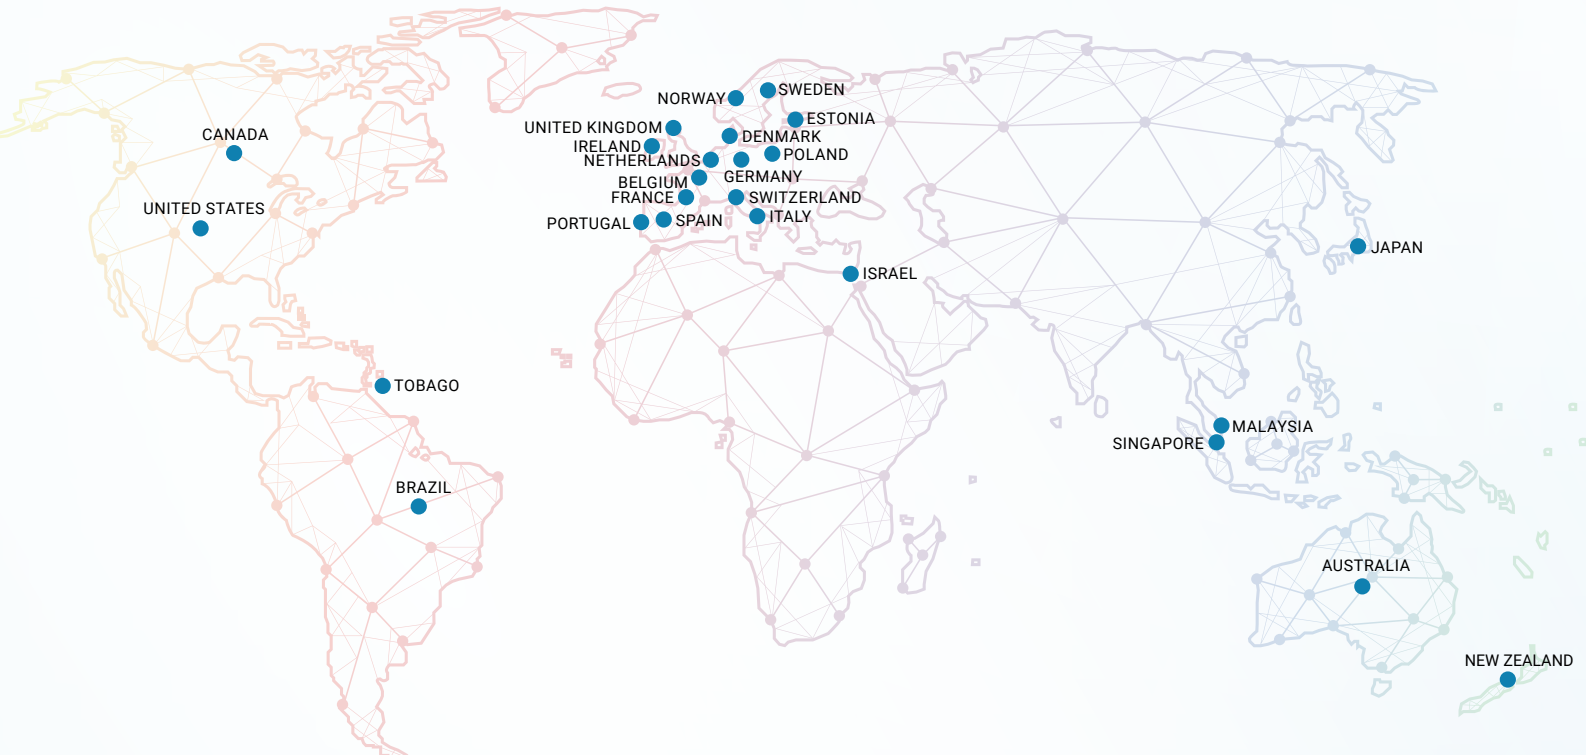 SWEDEN
NORWAY
ESTONIA
UNITED KINGDOM
DENMARK
CANADA
IRELAND
POLAND
NETHERLANDS
GERMANY
BELGIUM
FRANCE
SWITZERLAND
UNITED STATES
ITALY
SPAIN
PORTUGAL
JAPAN
ISRAEL
TOBAGO
MALAYSIA
SINGAPORE
BRAZIL
AUSTRALIA
NEW ZEALAND